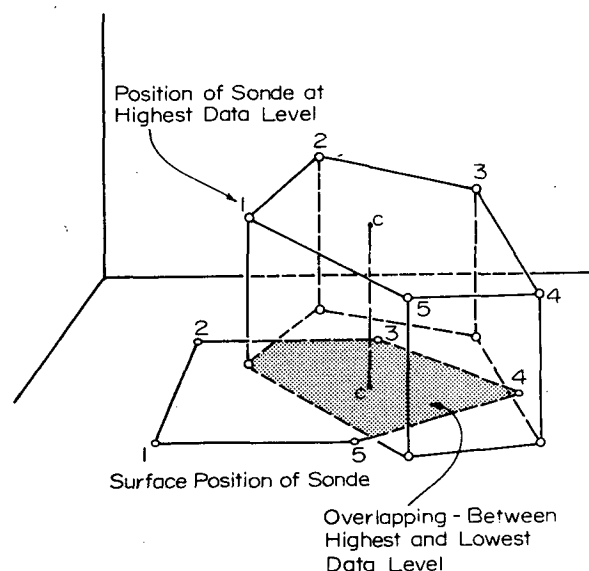 Position of Sonde at
Highest Data Level
2
3
1
c
5
4
2
3
c
4
1
5
Surface Position of Sonde
Overlapping - Between
Highest and Lowest
Data Level